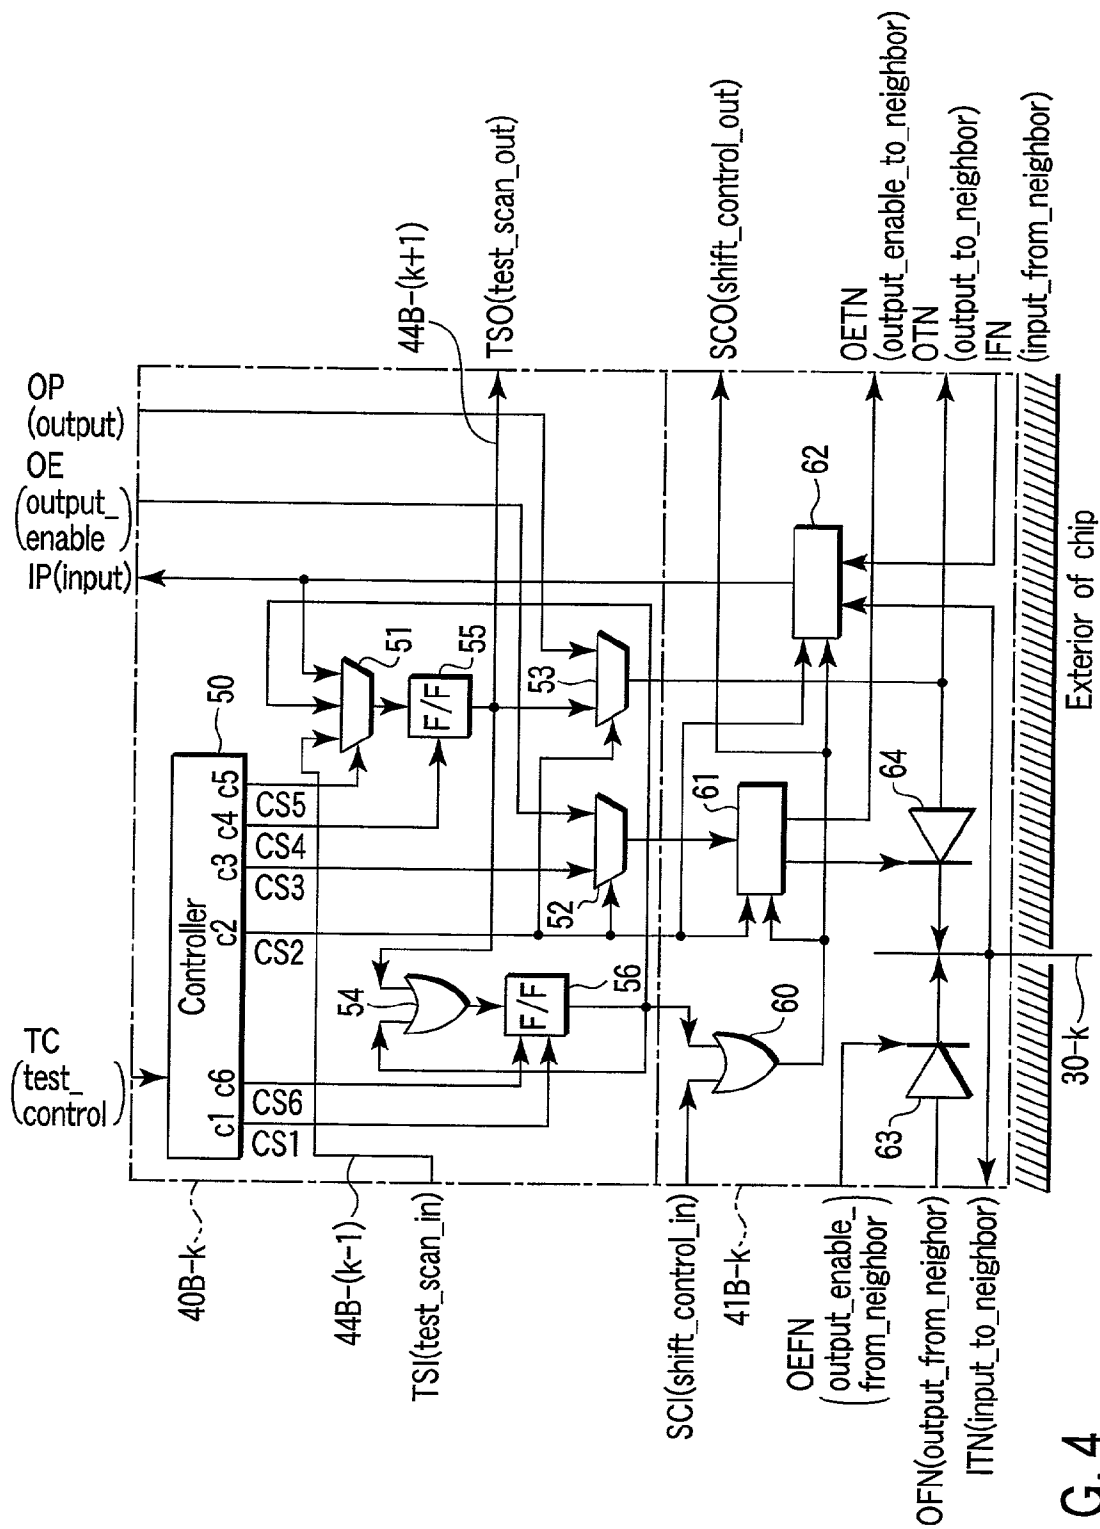 TC
(test_
control)
OE
(output_
enable)
OP
(output)
IP(input)
50
Controller
c1
c6
c2
c3
c4
c5
CS1
CS6
CS2
CS3
CS4
CS5
40B-k
44B-(k-1)
TSI(test_scan_in)
51
F/F
55
44B-(k+1)
TSO(test_scan_out)
54
F/F
56
52
53
SCI(shift_control_in)
60
61
62
SCO(shift_control_out)
41B-k
OEFN
(output_enable_
from_neighbor)
OFN(output_from_neighor)
ITN(input_to_neighbor)
63
64
OETN
(output_enable_to_neighbor)
OTN
(output_to_neighbor)
IFN
(input_from_neighbor)
30-k
Exterior of chip
G. 4